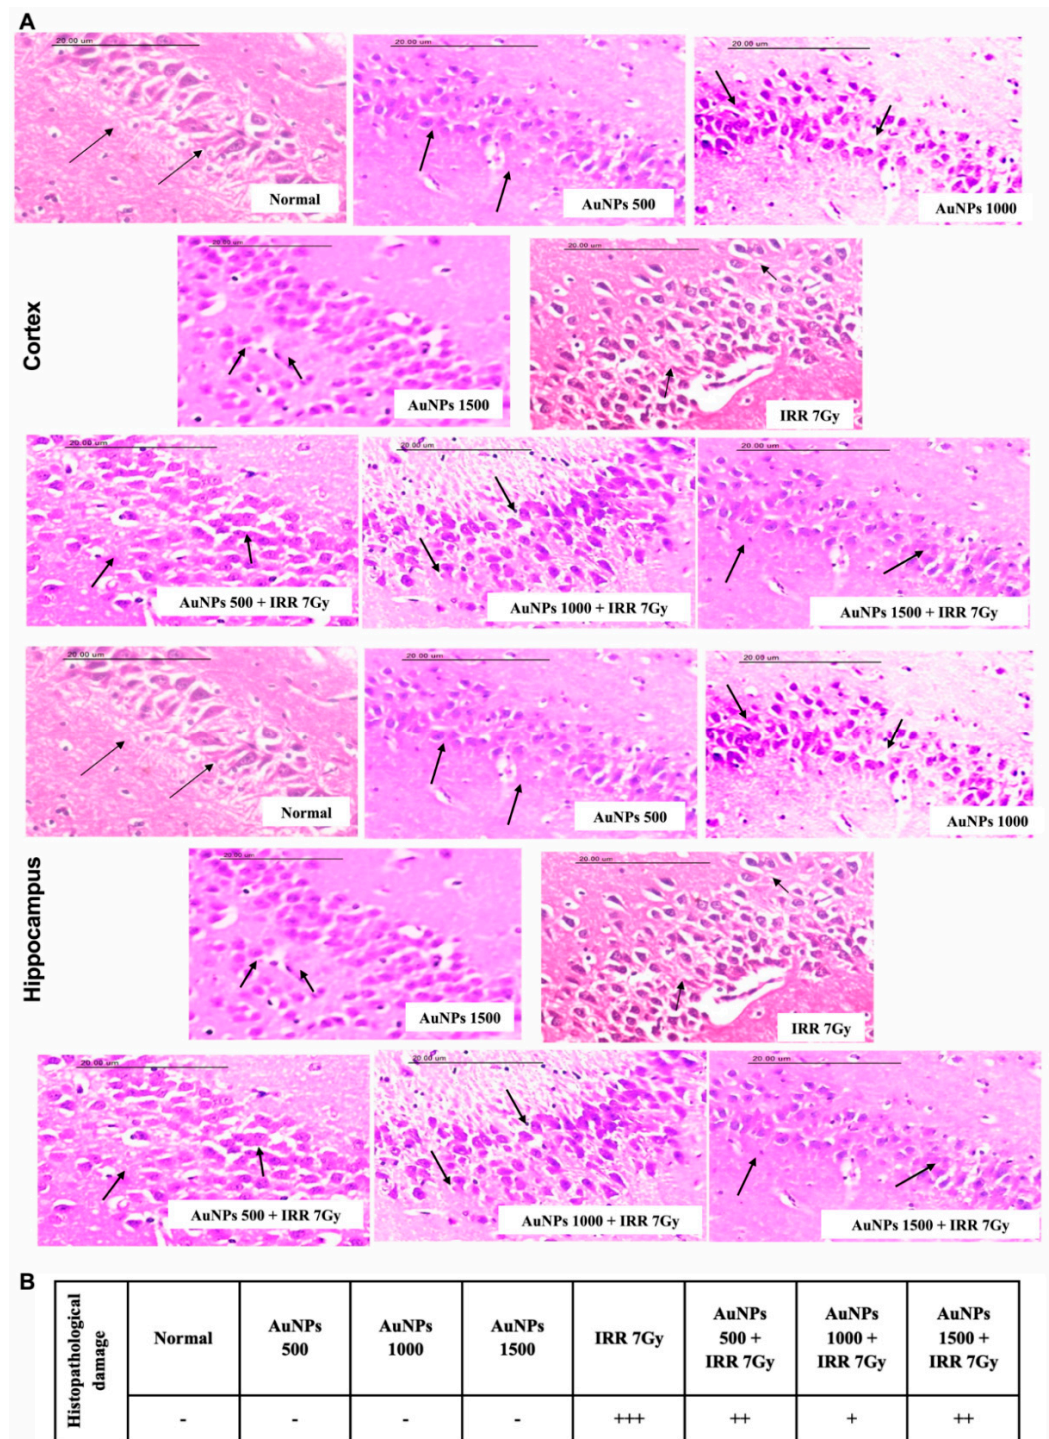 A
20.00 um
20.00 um
20.00 um
Normal
AuNPs 500
AuNPs 1000
Cortex
20.00 um
20.00 um
AuNPs 1500
IRR 7Gy
20.00 um
20.00 um
20.00 um
AuNPs 500 + IRR 7Gy
AuNPs 1000 + IRR 7Gy
AuNPs 1500 + IRR 7Gy
20.00 um
20.00 um
20.00 um
Normal
AuNPs 500
AuNPs 1000
Hippocampus
20.00 um
20.00 um
AuNPs 1500
IRR 7Gy
20.00 um
20.00 um
20.00 um
AuNPs 500 + IRR 7Gy
AuNPs 1000 + IRR 7Gy
AuNPs 1500 + IRR 7Gy
B
Histopathological
damage
Normal
AuNPs
500
AuNPs
1000
AuNPs
1500
IRR 7Gy
AuNPs
500 +
IRR 7Gy
AuNPs
1000 +
IRR 7Gy
AuNPs
1500 +
IRR 7Gy
-
-
-
-
+++
++
+
++